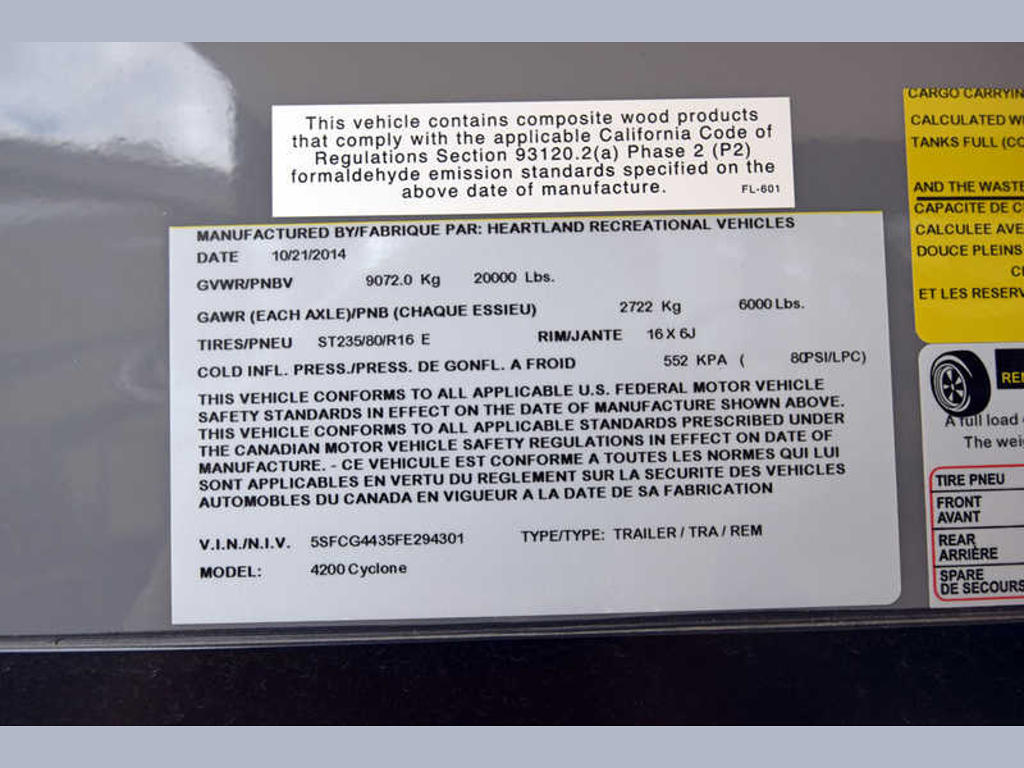 This vehicle contains composite wood products
that comply with the applicable California Code of
Regulations Section 93120.2(a) Phase 2 (P2)
formaldehyde emission standards specified on the
above date of manufacture. FL-601
MANUFACTURED BY/FABRIQUE PAR: HEARTLAND RECREATIONAL VEHICLES
DATE 10/21/2014
GVWR/PNBV 9072.0 Kg 20000 Lbs.
GAWR (EACH AXLE)/PNB (CHAQUE ESSIEU) 2722 Kg 6000 Lbs.
TIRES/PNEU ST235/80/R16 E RIM/JANTE 16 X 6J
COLD INFL. PRESS./PRESS. DE GONFL. A FROID 552 KPA ( 80PSI/LPC)
THIS VEHICLE CONFORMS TO ALL APPLICABLE U.S. FEDERAL MOTOR VEHICLE
SAFETY STANDARDS IN EFFECT ON THE DATE OF MANUFACTURE SHOWN ABOVE.
THIS VEHICLE CONFORMS TO ALL APPLICABLE STANDARDS PRESCRIBED UNDER
THE CANADIAN MOTOR VEHICLE SAFETY REGULATIONS IN EFFECT ON DATE OF
MANUFACTURE. - CE VEHICULE EST CONFORME A TOUTES LES NORMES QUI LUI
SONT APPLICABLES EN VERTU DU REGLEMENT SUR LA SECURITE DES VEHICLES
AUTOMOBILES DU CANADA EN VIGUEUR A LA DATE DE SA FABRICATION
V.I.N./N.I.V. 5SFCG4435FE294301 TYPE/TYPE: TRAILER / TRA / REM
MODEL: 4200 Cyclone
CARGO
CALCULATED
TANKS FULL
AND THE WASTE
CAPACITE DE
CALCULEE
DOUCE PLEINS
ET LES
A full load
The
TIRE PNEU
FRONT
AVANT
REAR
ARRIÈRE
SPARE
DE SECOURS